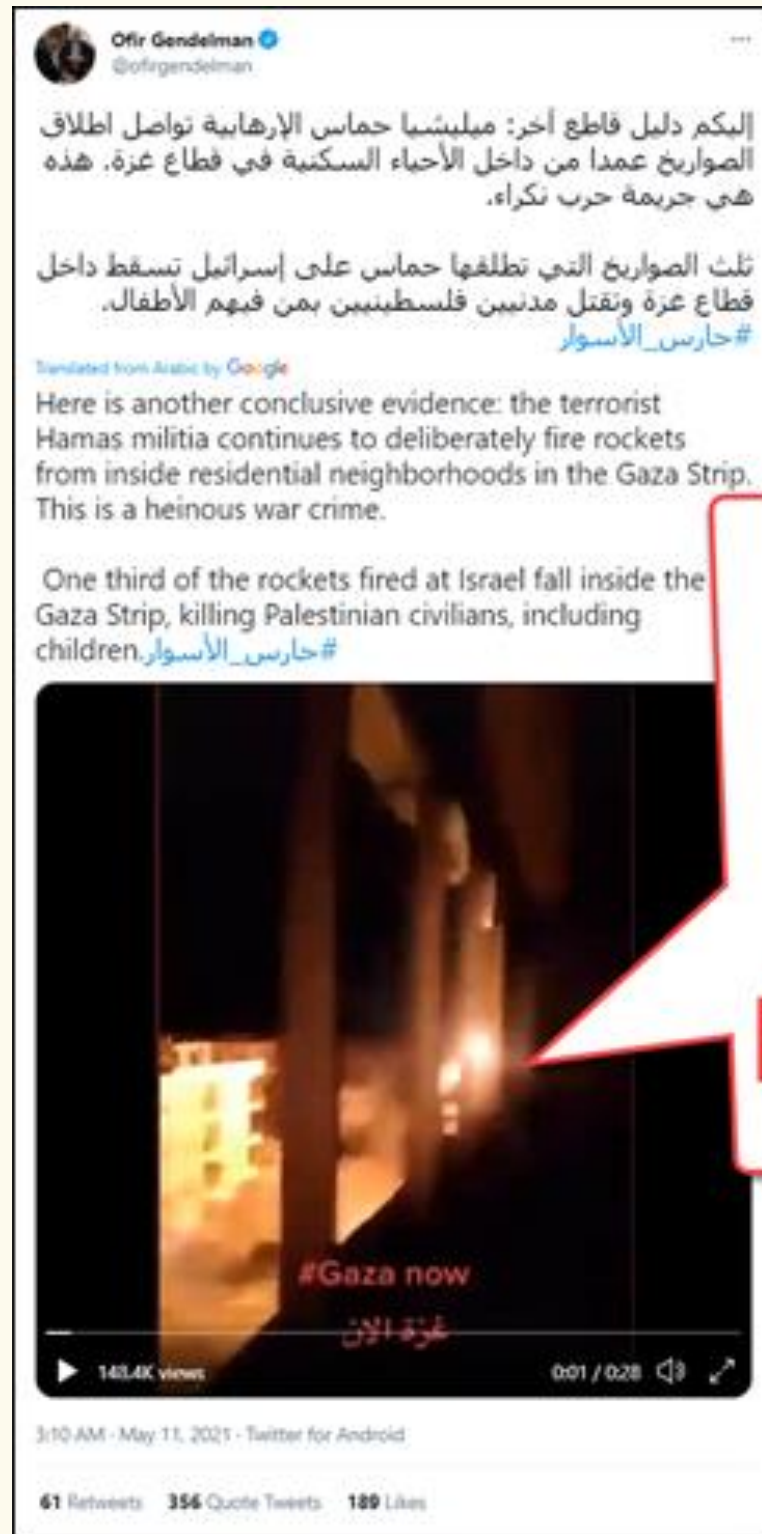 Ofir Gendelman
@ofirgendelman
إليكم دليل قاطع آخر: ميليشيا حماس الإرهابية تواصل اطلاق
الصواريخ عمدا من داخل الأحياء السكنية في قطاع غزة. هذه
هي جريمة حرب نكراء.
ثلث الصواريخ التي تطلقها حماس على إسرائيل تسقط داخل
قطاع غزة وتقتل مدنيين فلسطينيين بمن فيهم الأطفال.
#حارس_الأسوار
Translated from Arabic by Google
Here is another conclusive evidence: the terrorist
Hamas militia continues to deliberately fire rockets
from inside residential neighborhoods in the Gaza Strip.
This is a heinous war crime.
One third of the rockets fired at Israel fall inside the
Gaza Strip, killing Palestinian civilians, including
children.#حارس_الأسوار
#Gaza now
غزة الان
148.4K views
0:01 / 0:28
3:10 AM · May 11, 2021 · Twitter for Android
61 Retweets 356 Quote Tweets 189 Likes